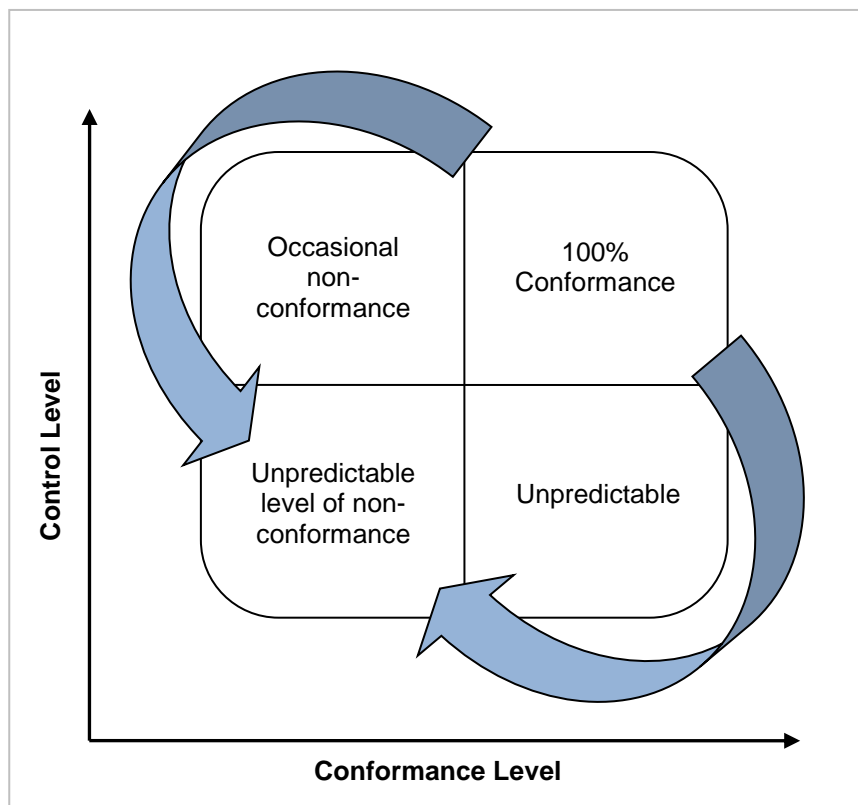 Occasional
non-
conformance
100%
Conformance
Unpredictable
level of non-
conformance
Unpredictable
Control Level
Conformance Level